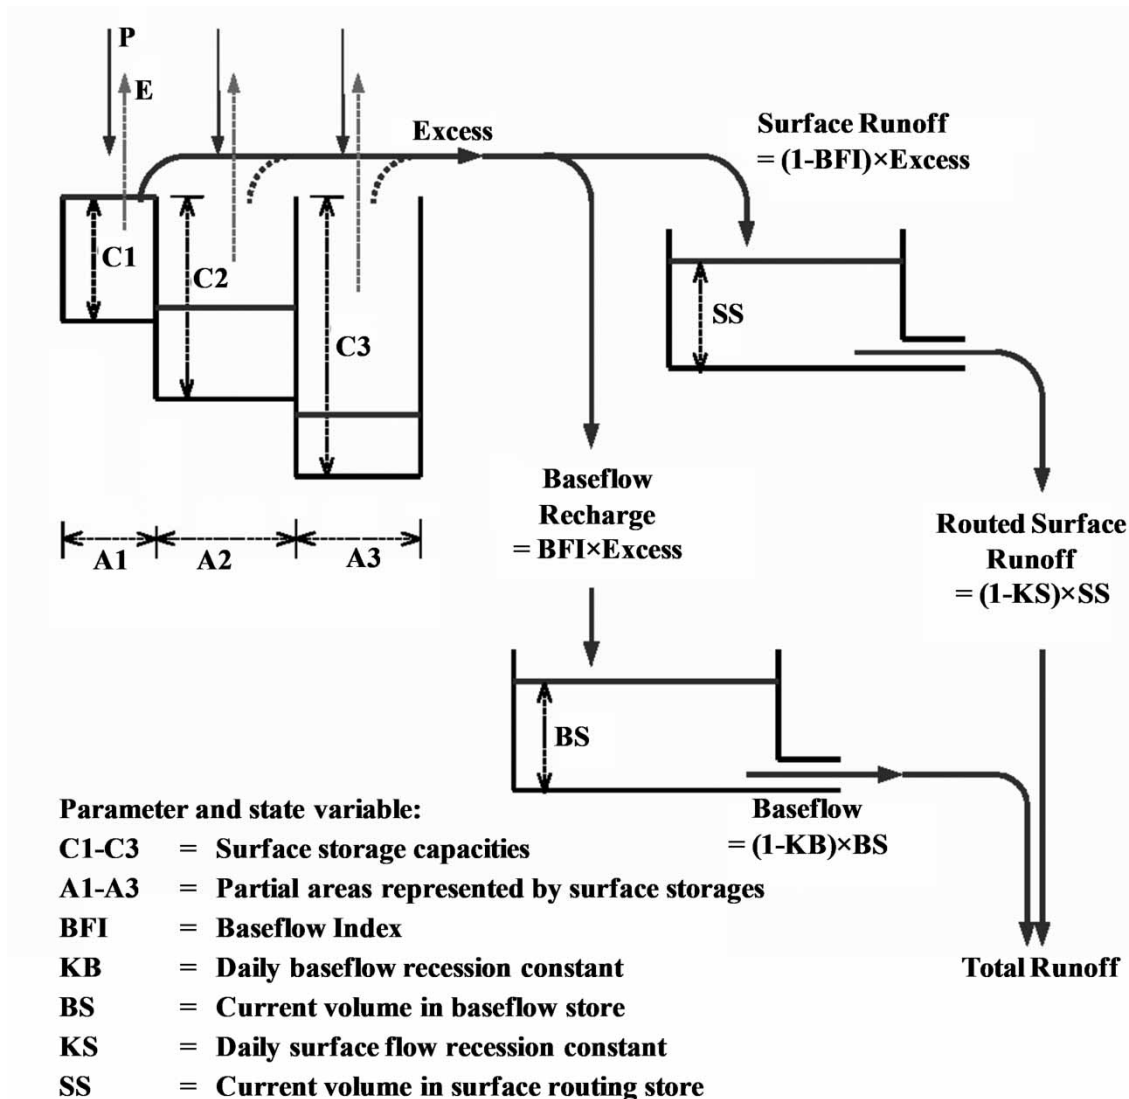 P
E
Excess
Surface Runoff
= (1-BFI)×Excess
C1
C2
C3
SS
A1
A2
A3
Baseflow
Recharge
= BFI×Excess
Routed Surface
Runoff
= (1-KS)×SS
BS
Baseflow
= (1-KB)×BS
Total Runoff
Parameter and state variable:
C1-C3 = Surface storage capacities
A1-A3 = Partial areas represented by surface storages
BFI = Baseflow Index
KB = Daily baseflow recession constant
BS = Current volume in baseflow store
KS = Daily surface flow recession constant
SS = Current volume in surface routing store